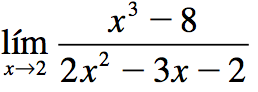 lím x→2 (x³ − 8) / (2x² − 3x − 2)